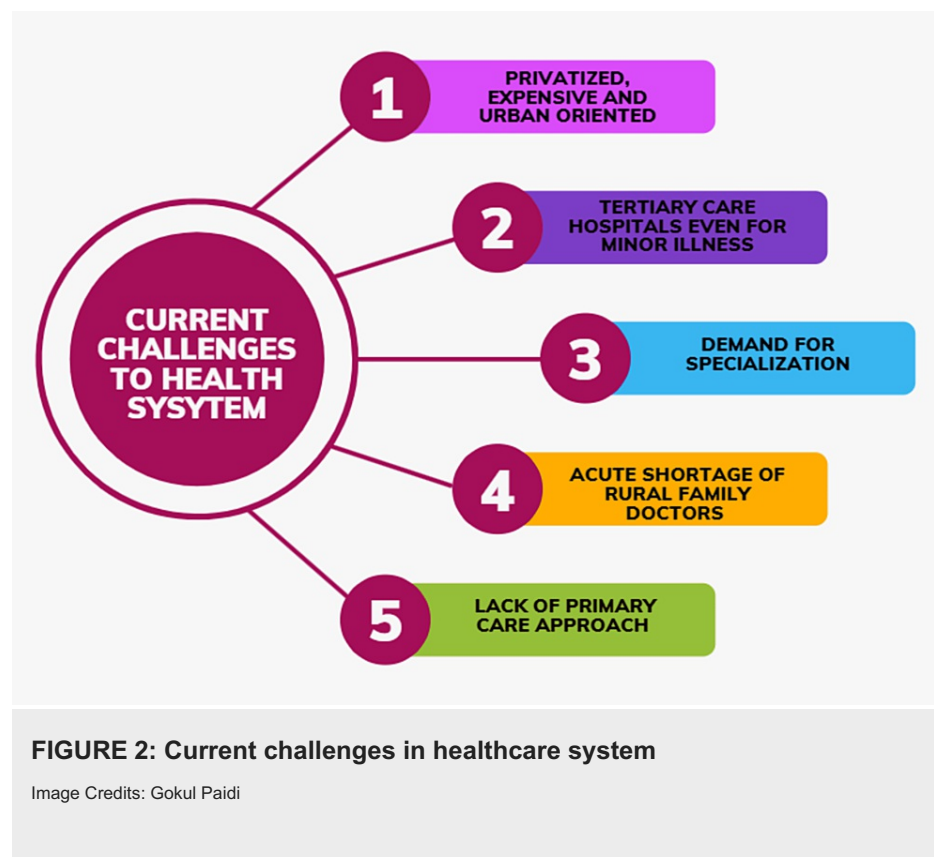 1
PRIVATIZED,
EXPENSIVE AND
URBAN ORIENTED
2
TERTIARY CARE
HOSPITALS EVEN FOR
MINOR ILLNESS
CURRENT
CHALLENGES
TO HEALTH
SYSYTEM
3
DEMAND FOR
SPECIALIZATION
4
ACUTE SHORTAGE OF
RURAL FAMILY
DOCTORS
5
LACK OF PRIMARY
CARE APPROACH
FIGURE 2: Current challenges in healthcare system
Image Credits: Gokul Paidi